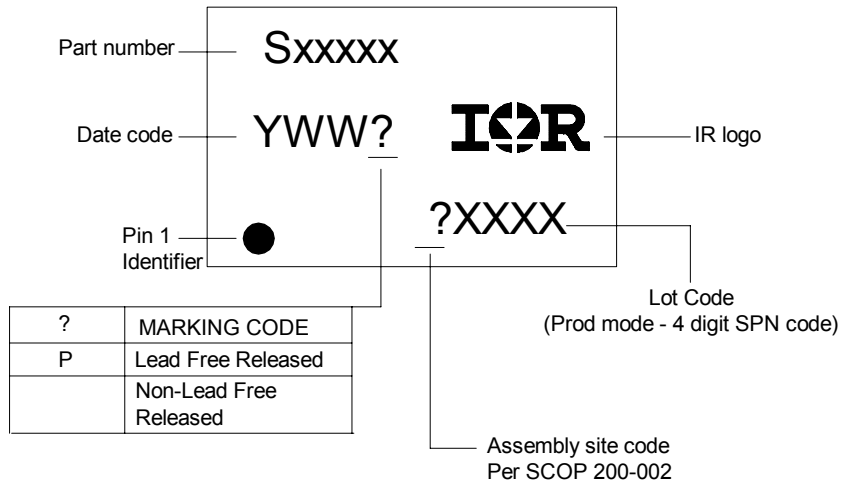 Part number
Sxxxxx
Date code
YWW?
IOR
IR logo
?XXXX
Pin 1
Identifier
Lot Code
(Prod mode - 4 digit SPN code)
? MARKING CODE
P Lead Free Released
Non-Lead Free
Released
Assembly site code
Per SCOP 200-002